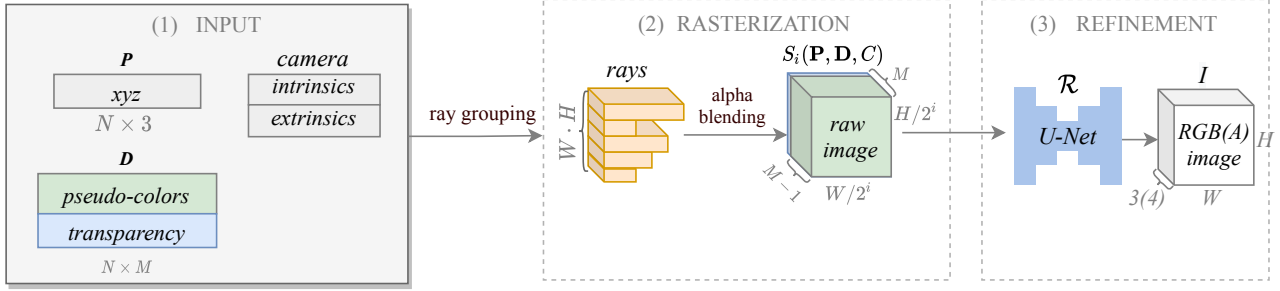 (1) INPUT
P
xyz
N × 3
camera
intrinsics
extrinsics
D
pseudo-colors
transparency
N × M
ray grouping
(2) RASTERIZATION
rays
W · H
alpha
blending
S_i(P, D, C)
M
H/2^i
raw
image
M − 1
W/2^i
(3) REFINEMENT
R
U-Net
I
RGB(A)
image
H
3(4)
W